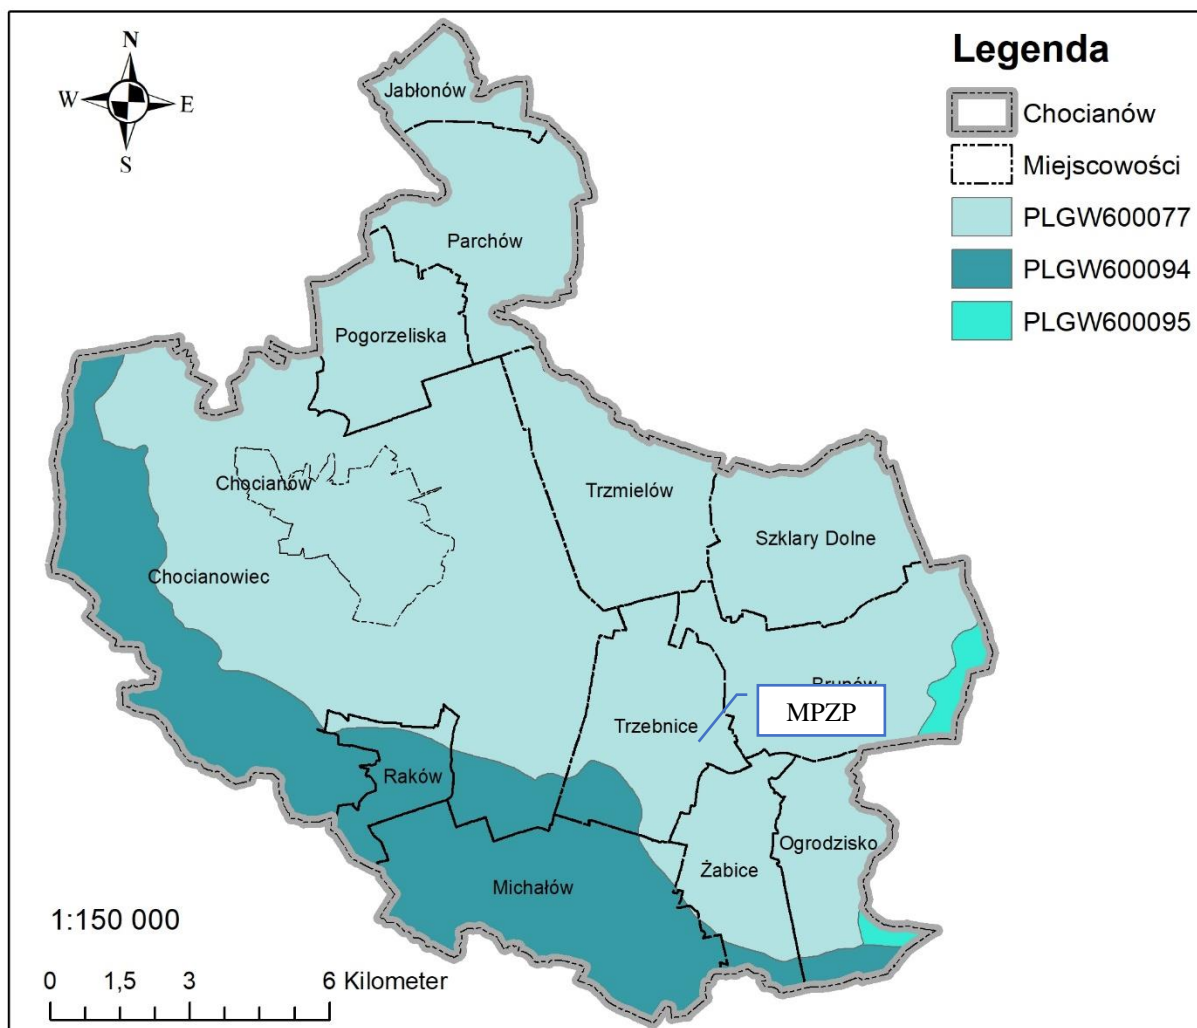 N
W E
S
Legenda
Chocianów
Miejscowości
PLGW600077
PLGW600094
PLGW600095
Jabłonów
Parchów
Pogorzeliska
Chocianów
Trzmielów
Szklary Dolne
Chocianowiec
Brunów
Trzebnice
MPZP
Raków
Ogrodzisko
Żabice
Michałów
1:150 000
0 1,5 3 6 Kilometer